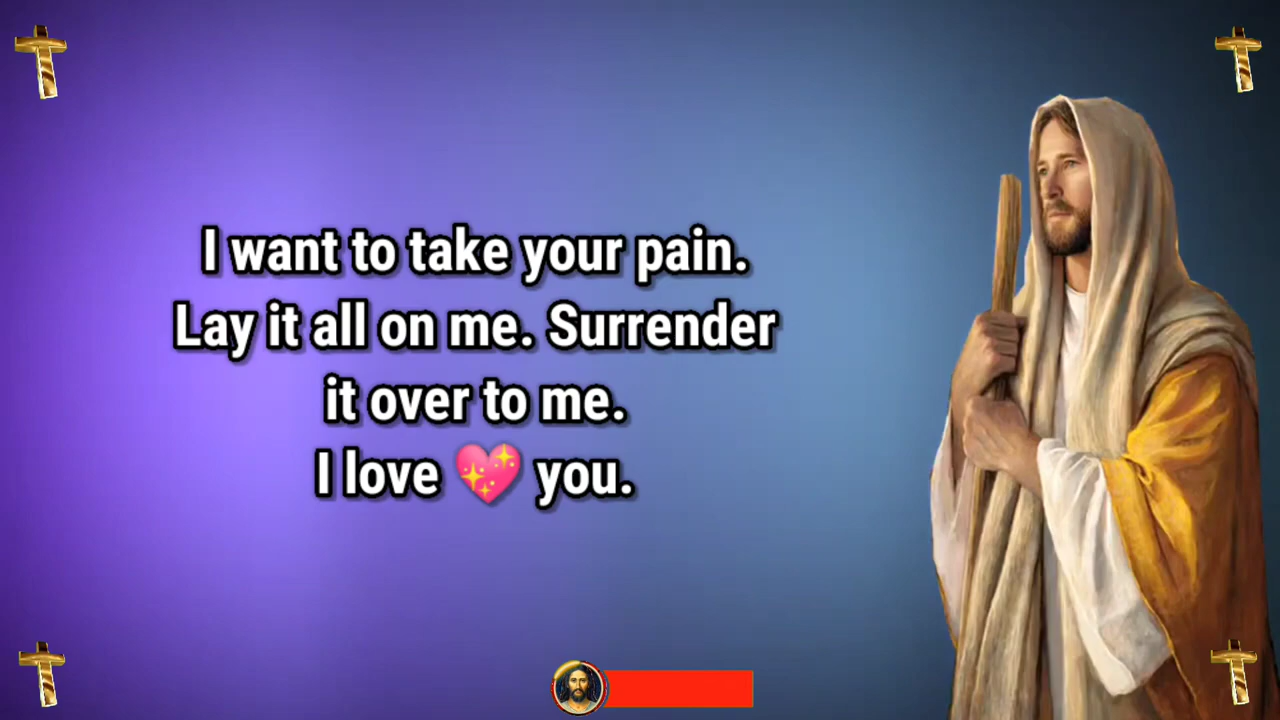 I want to take your pain.
Lay it all on me. Surrender
it over to me.
I love 💖 you.